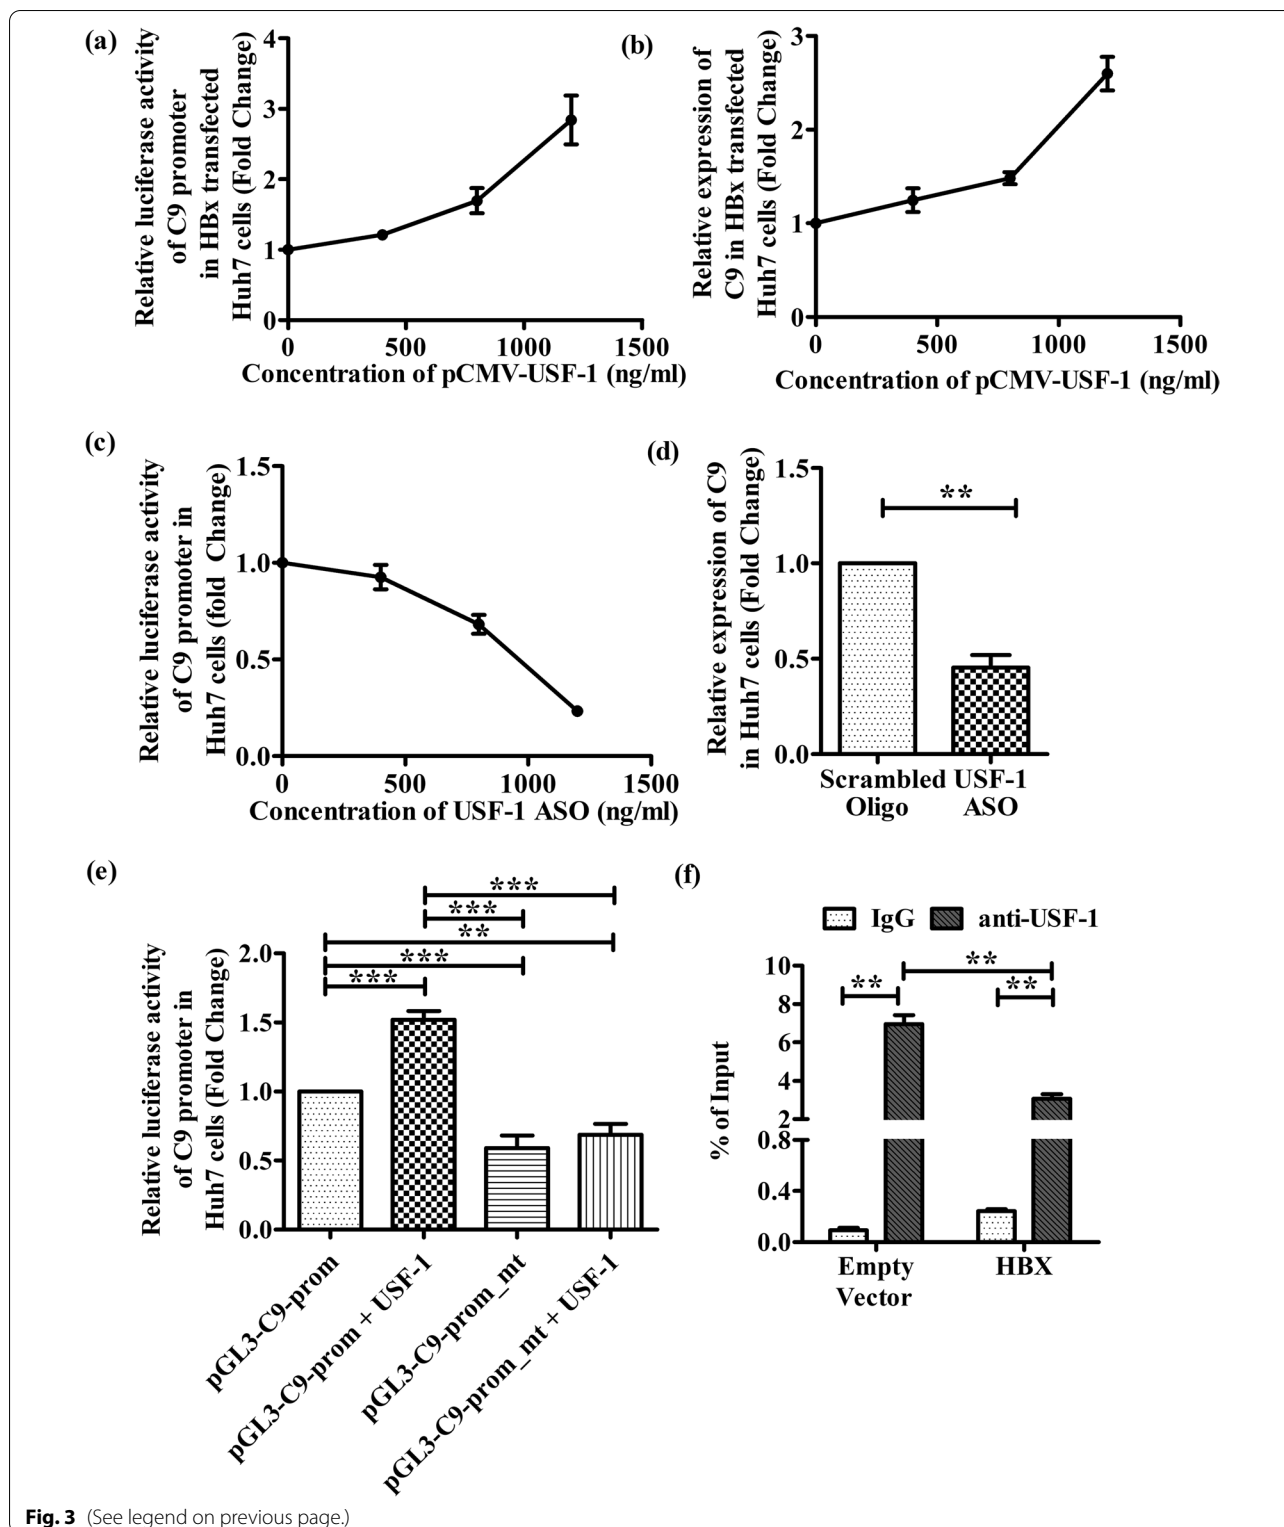 (a)
Relative luciferase activity
of C9 promoter
in HBx transfected
Huh7 cells (Fold Change)
4
3
2
1
0
0 500 1000 1500
Concentration of pCMV-USF-1 (ng/ml)
(b)
Relative expression of
C9 in HBx transfected
Huh7 cells (Fold Change)
3
2
1
0
0 500 1000 1500
Concentration of pCMV-USF-1 (ng/ml)
(c)
Relative luciferase activity
of C9 promoter in
Huh7 cells (fold Change)
1.5
1.0
0.5
0.0
0 500 1000 1500
Concentration of USF-1 ASO (ng/ml)
(d)
Relative expression of C9
in Huh7 cells (Fold Change)
1.5
1.0
0.5
0.0
**
Scrambled USF-1
Oligo ASO
(e)
Relative luciferase activity
of C9 promoter in
Huh7 cells (Fold Change)
2.0
1.5
1.0
0.5
0.0
***
***
**
***
***
pGL3-C9-prom
pGL3-C9-prom + USF-1
pGL3-C9-prom_mt
pGL3-C9-prom_mt + USF-1
(f)
IgG anti-USF-1
% of Input
10
8
6
4
2
0.8
0.4
0.0
**
**
**
Empty
Vector
HBX
Fig. 3 (See legend on previous page.)